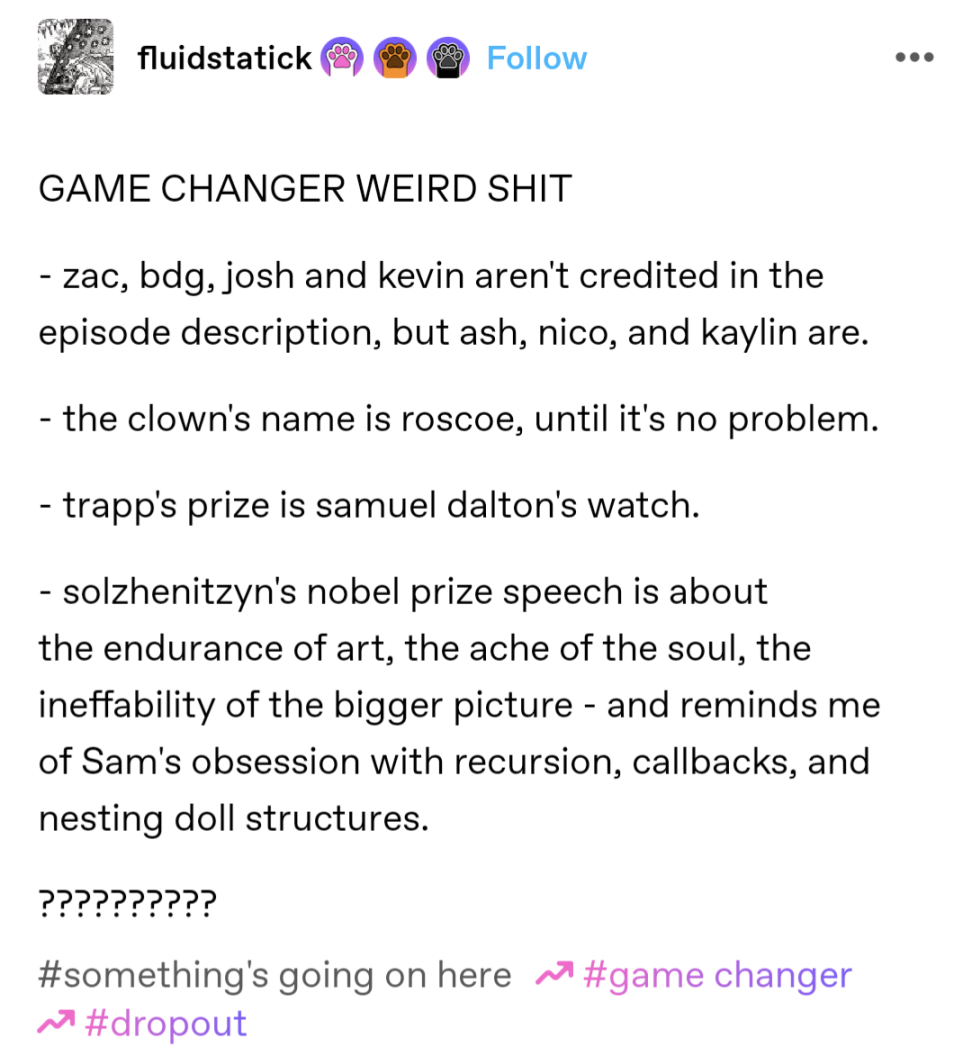 fluidstatick Follow
GAME CHANGER WEIRD SHIT
- zac, bdg, josh and kevin aren't credited in the
episode description, but ash, nico, and kaylin are.
- the clown's name is roscoe, until it's no problem.
- trapp's prize is samuel dalton's watch.
- solzhenitzyn's nobel prize speech is about
the endurance of art, the ache of the soul, the
ineffability of the bigger picture - and reminds me
of Sam's obsession with recursion, callbacks, and
nesting doll structures.
??????????
#something's going on here #game changer
#dropout